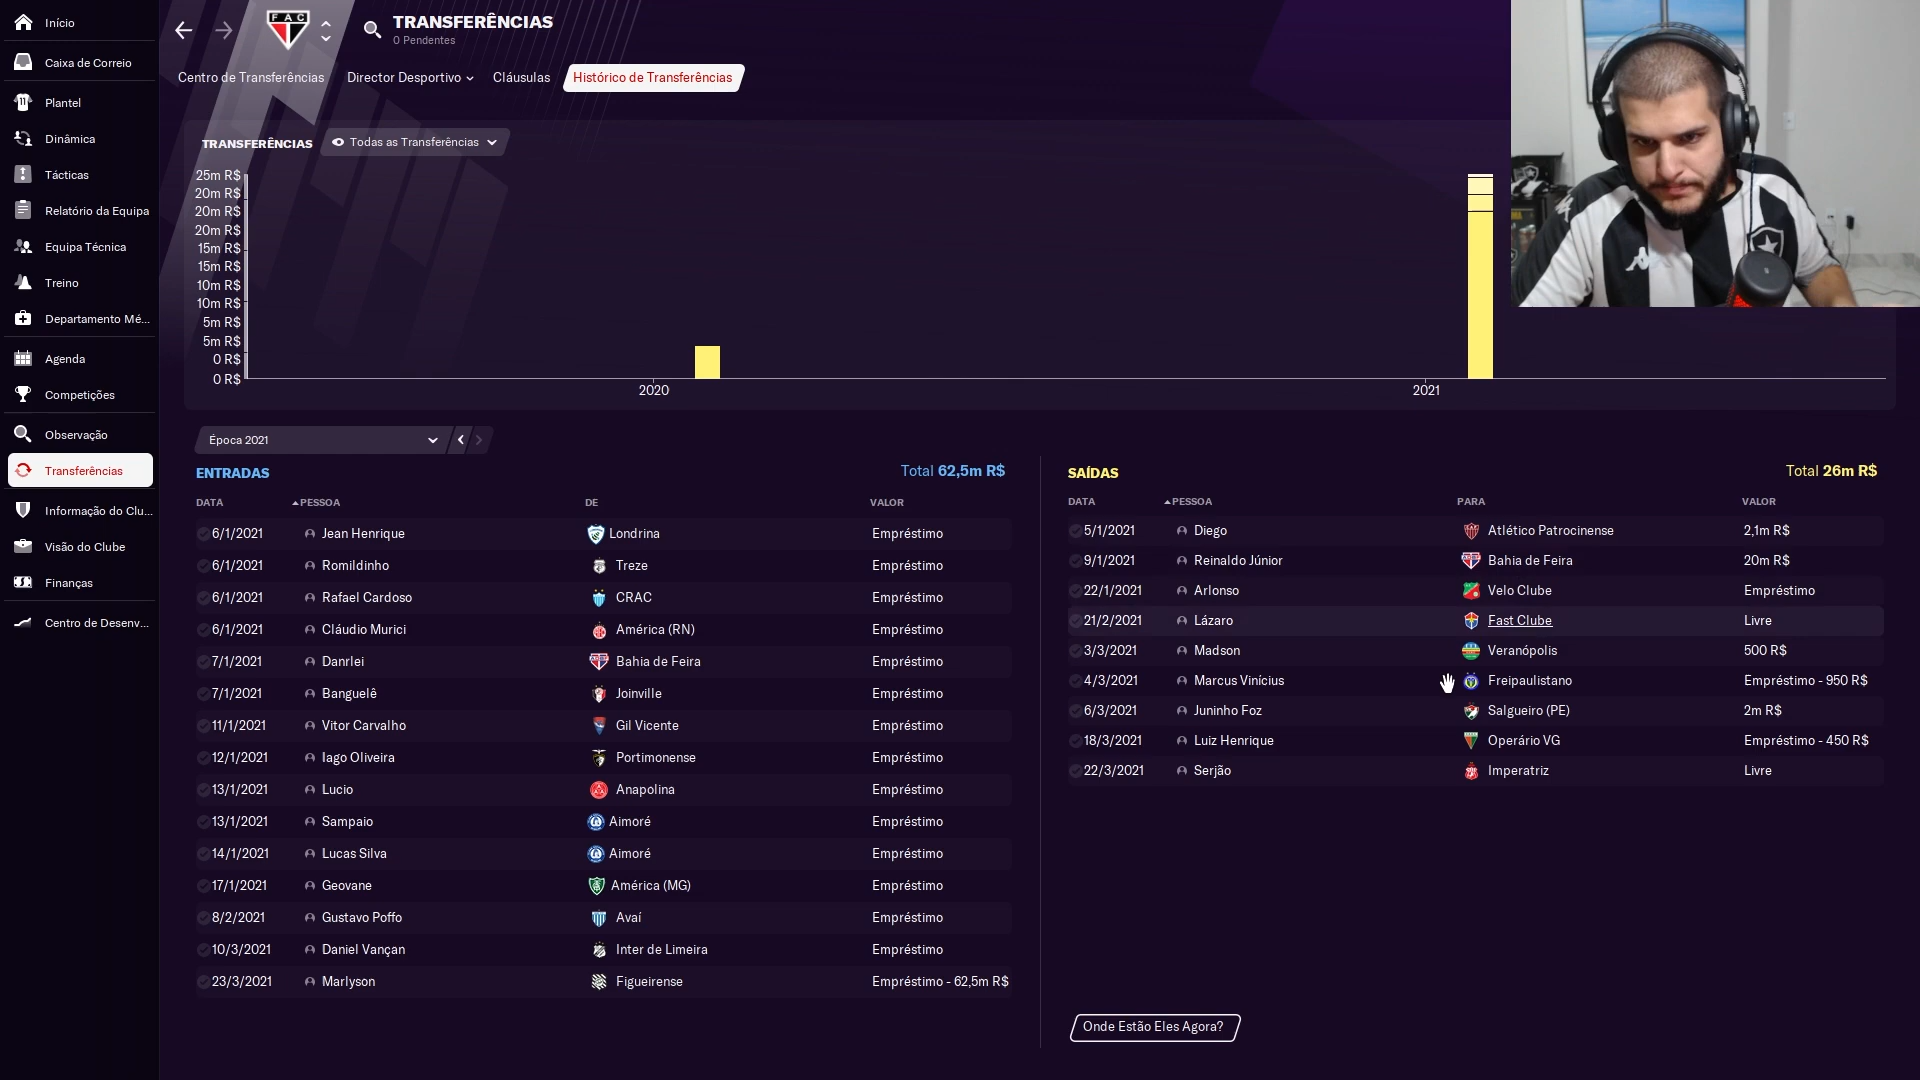 Início
Caixa de Correio
Plantel
Dinâmica
Tácticas
Relatório da Equipa
Equipa Técnica
Treino
Departamento Mé...
Agenda
Competições
Observação
Transferências
Informação do Clu...
Visão do Clube
Finanças
Centro de Desenv...
FAC
TRANSFERÊNCIAS
0 Pendentes
Centro de Transferências Director Desportivo Cláusulas Histórico de Transferências
TRANSFERÊNCIAS Todas as Transferências
25m R$
20m R$
20m R$
20m R$
15m R$
15m R$
10m R$
10m R$
5m R$
5m R$
0 R$
0 R$
2020 2021
Época 2021
ENTRADAS Total 62,5m R$
DATA PESSOA DE VALOR
6/1/2021 Jean Henrique Londrina Empréstimo
6/1/2021 Romildinho Treze Empréstimo
6/1/2021 Rafael Cardoso CRAC Empréstimo
6/1/2021 Cláudio Murici América (RN) Empréstimo
7/1/2021 Danrlei Bahia de Feira Empréstimo
7/1/2021 Banguelê Joinville Empréstimo
11/1/2021 Vitor Carvalho Gil Vicente Empréstimo
12/1/2021 Iago Oliveira Portimonense Empréstimo
13/1/2021 Lucio Anapolina Empréstimo
13/1/2021 Sampaio Aimoré Empréstimo
14/1/2021 Lucas Silva Aimoré Empréstimo
17/1/2021 Geovane América (MG) Empréstimo
8/2/2021 Gustavo Poffo Avaí Empréstimo
10/3/2021 Daniel Vançan Inter de Limeira Empréstimo
23/3/2021 Marlyson Figueirense Empréstimo - 62,5m R$
SAÍDAS Total 26m R$
DATA PESSOA PARA VALOR
5/1/2021 Diego Atlético Patrocinense 2,1m R$
9/1/2021 Reinaldo Júnior Bahia de Feira 20m R$
22/1/2021 Arlonso Velo Clube Empréstimo
21/2/2021 Lázaro Fast Clube Livre
3/3/2021 Madson Veranópolis 500 R$
4/3/2021 Marcus Vinícius Freipaulistano Empréstimo - 950 R$
6/3/2021 Juninho Foz Salgueiro (PE) 2m R$
18/3/2021 Luiz Henrique Operário VG Empréstimo - 450 R$
22/3/2021 Serjão Imperatriz Livre
Onde Estão Eles Agora?